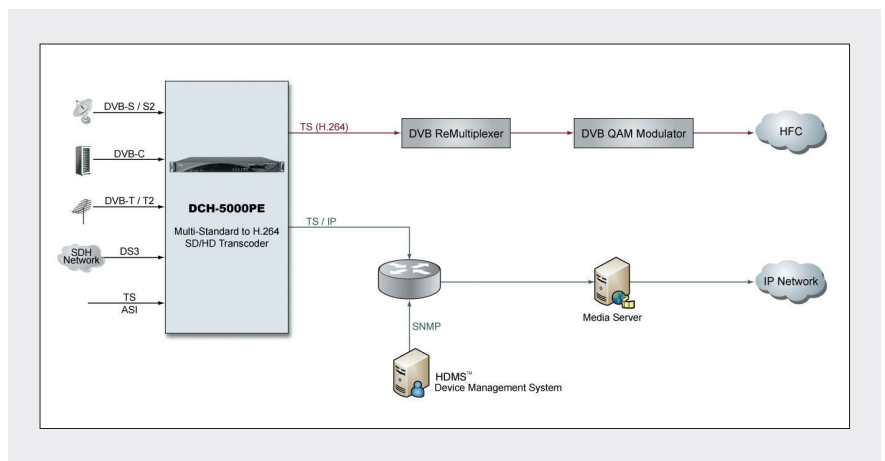 DVB-S / S2
DVB-C
DVB-T / T2
SDH
Network
DS3
TS
ASI
DCH-5000PE
Multi-Standard to H.264
SD/HD Transcoder
TS (H.264)
DVB ReMultiplexer
DVB QAM Modulator
HFC
TS / IP
SNMP
HDMS™
Device Management System
Media Server
IP Network